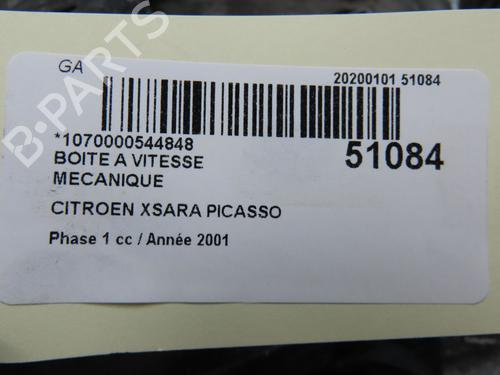 GA
20200101 51084
*1070000544848
51084
BOITE A VITESSE
MECANIQUE
CITROEN XSARA PICASSO
Phase 1 cc / Année 2001
B-PARTS